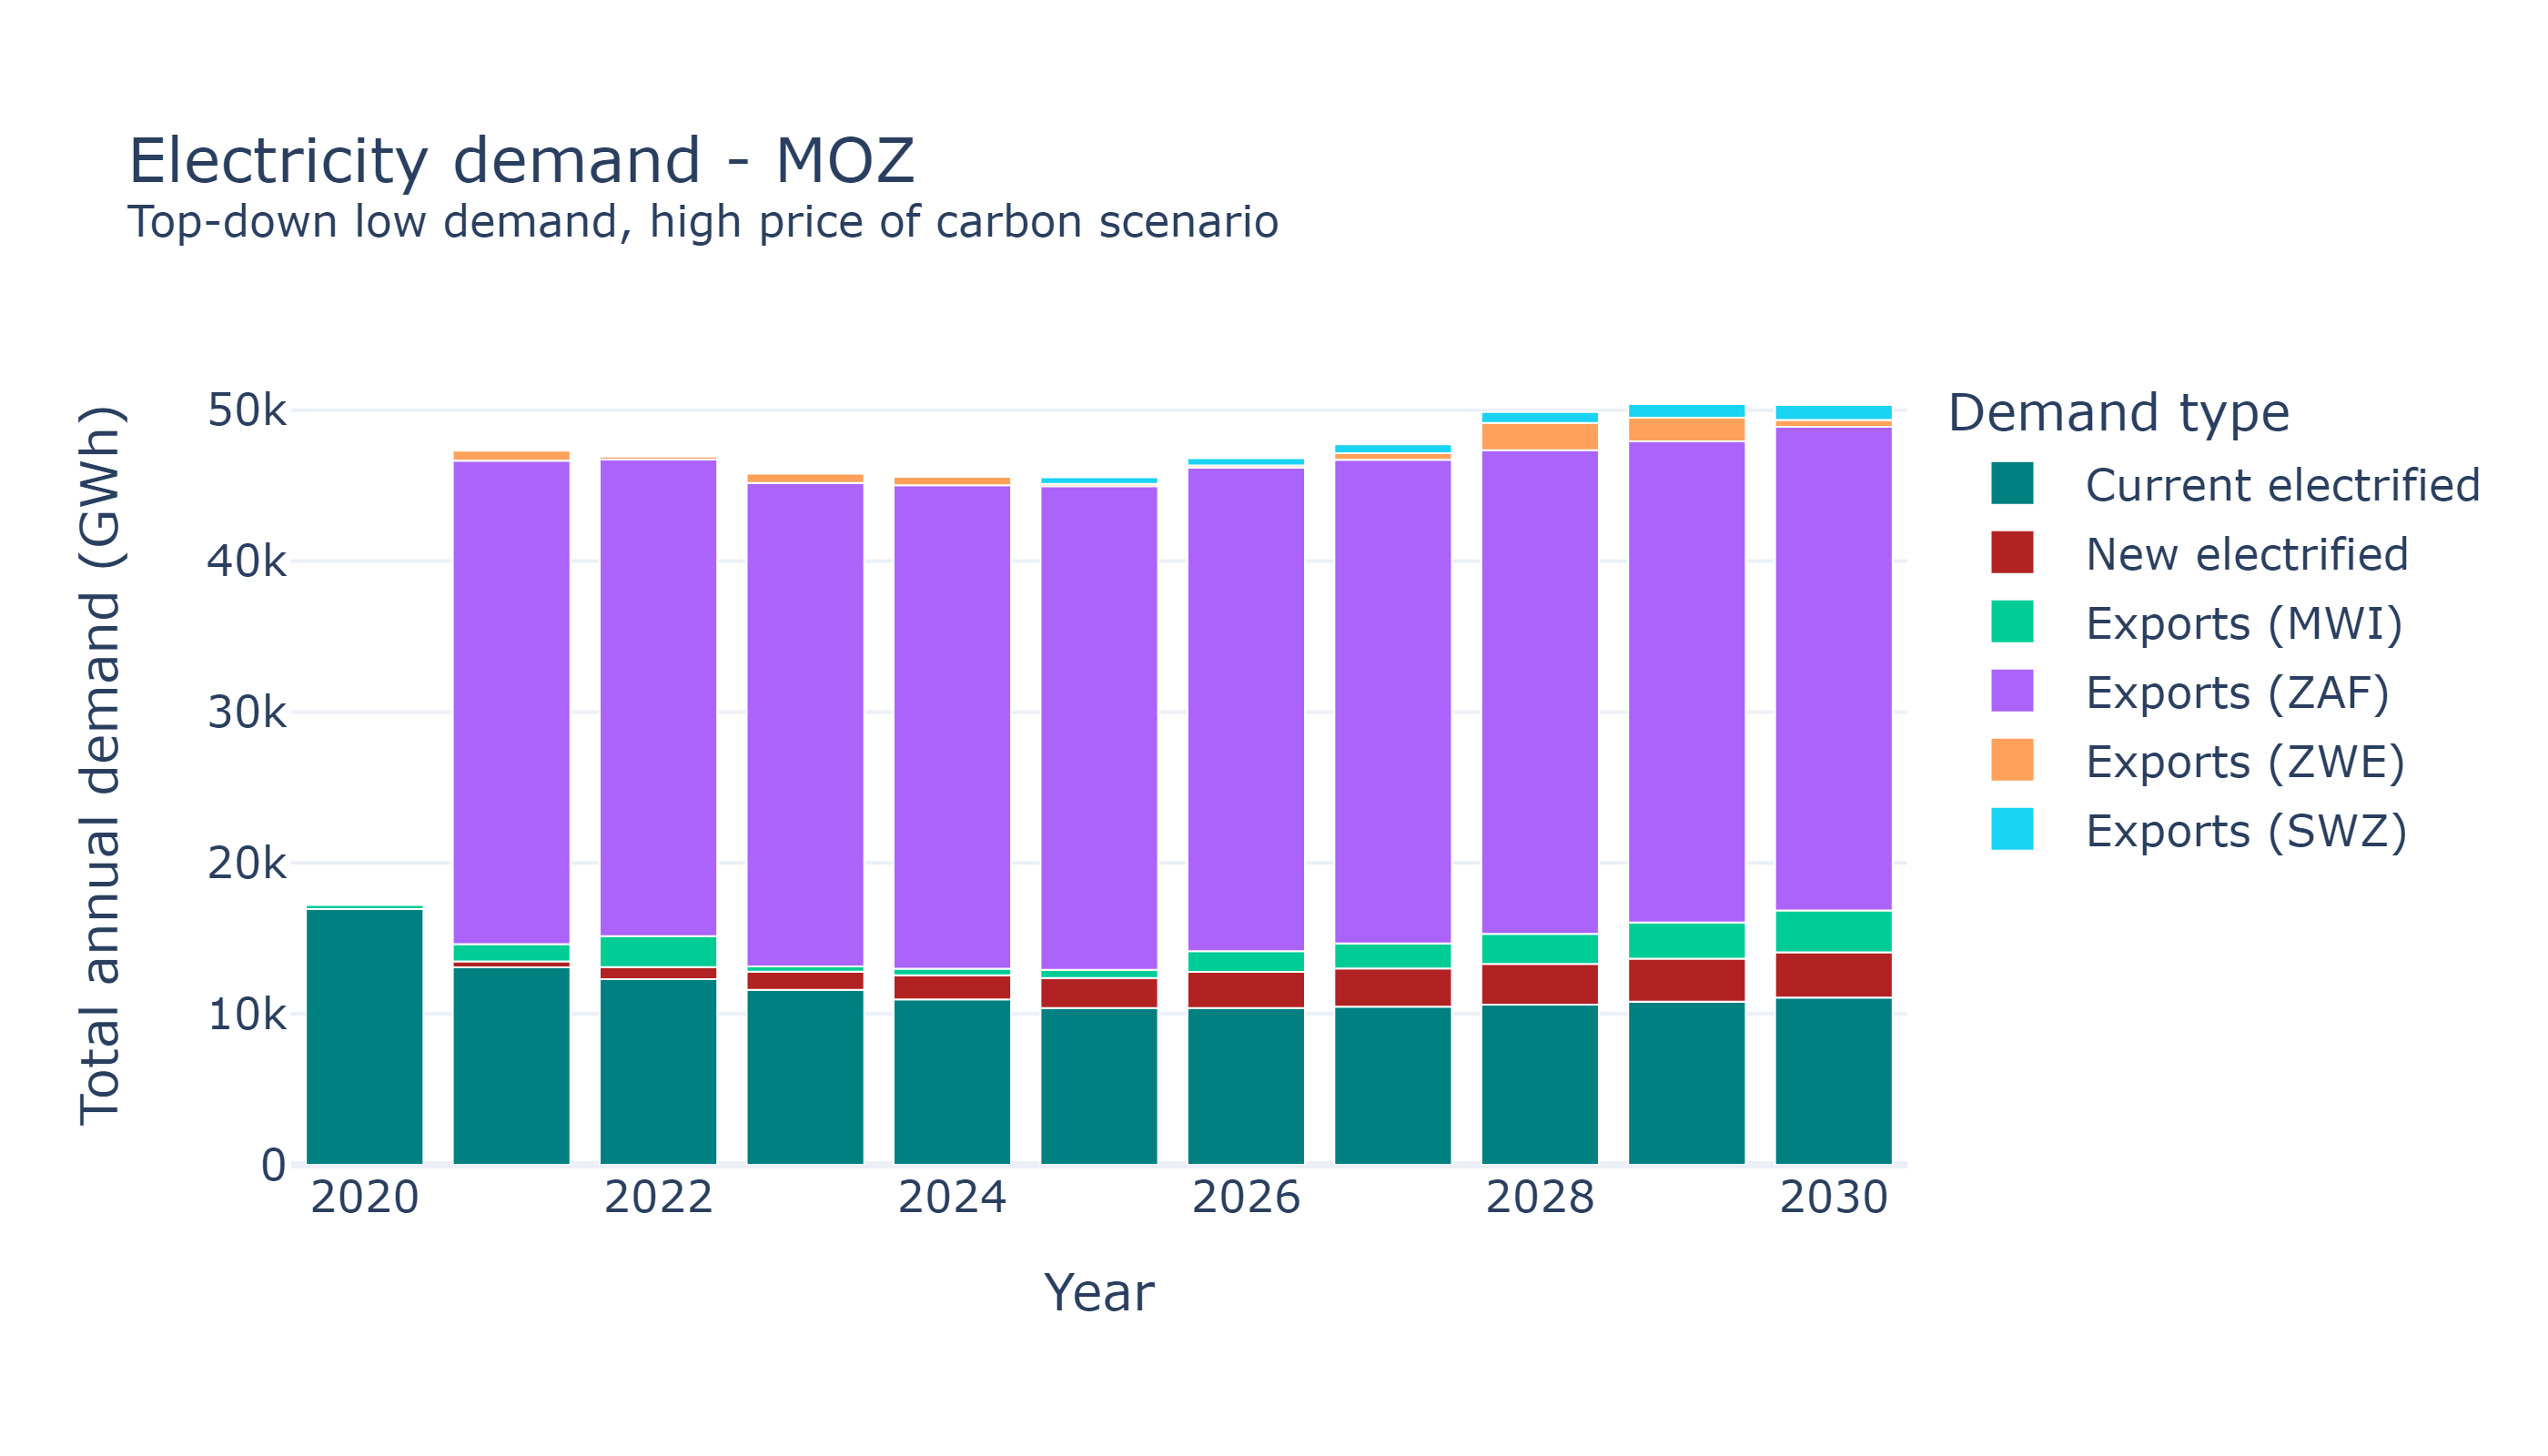 Electricity demand - MOZ
Top-down low demand, high price of carbon scenario
Total annual demand (GWh)
50k
40k
30k
20k
10k
0
2020
2022
2024
2026
2028
2030
Year
Demand type
Current electrified
New electrified
Exports (MWI)
Exports (ZAF)
Exports (ZWE)
Exports (SWZ)